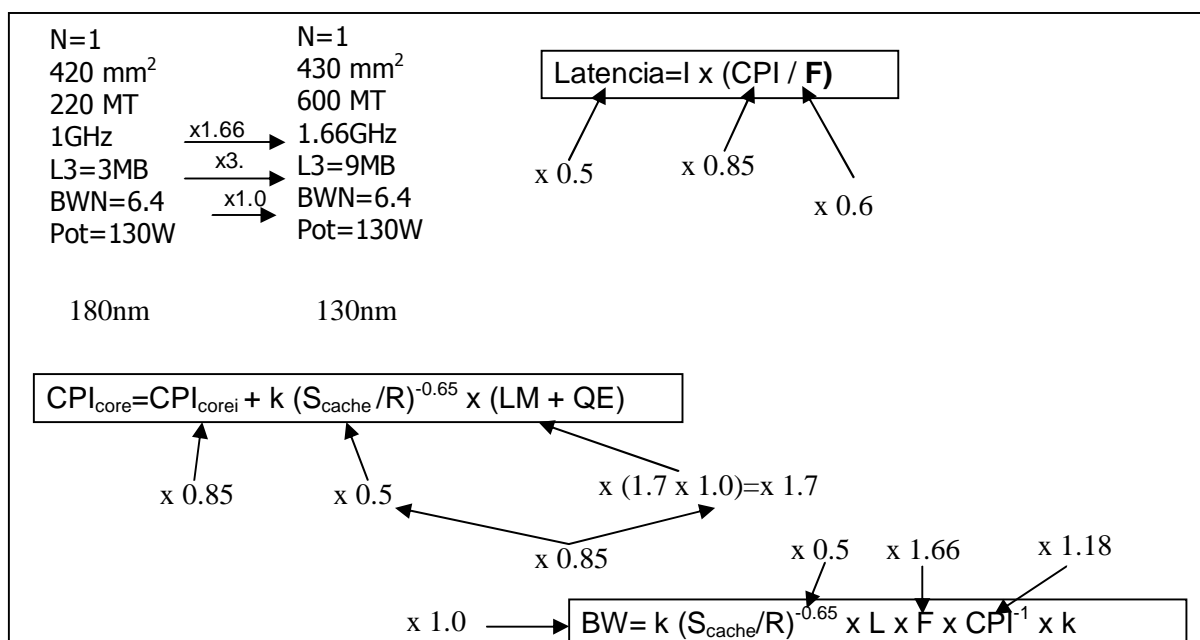 N=1
420 mm²
220 MT
1GHz
L3=3MB
BWN=6.4
Pot=130W
180nm
x1.66
x3.
x1.0
N=1
430 mm²
600 MT
1.66GHz
L3=9MB
BWN=6.4
Pot=130W
130nm
Latencia=I x (CPI / F)
x 0.5
x 0.85
x 0.6
CPIcore=CPIcorei + k (Scache /R)-0.65 x (LM + QE)
x 0.85
x 0.5
x (1.7 x 1.0)=x 1.7
x 0.85
x 0.5
x 1.66
x 1.18
x 1.0
BW= k (Scache/R)-0.65 x L x F x CPI-1 x k